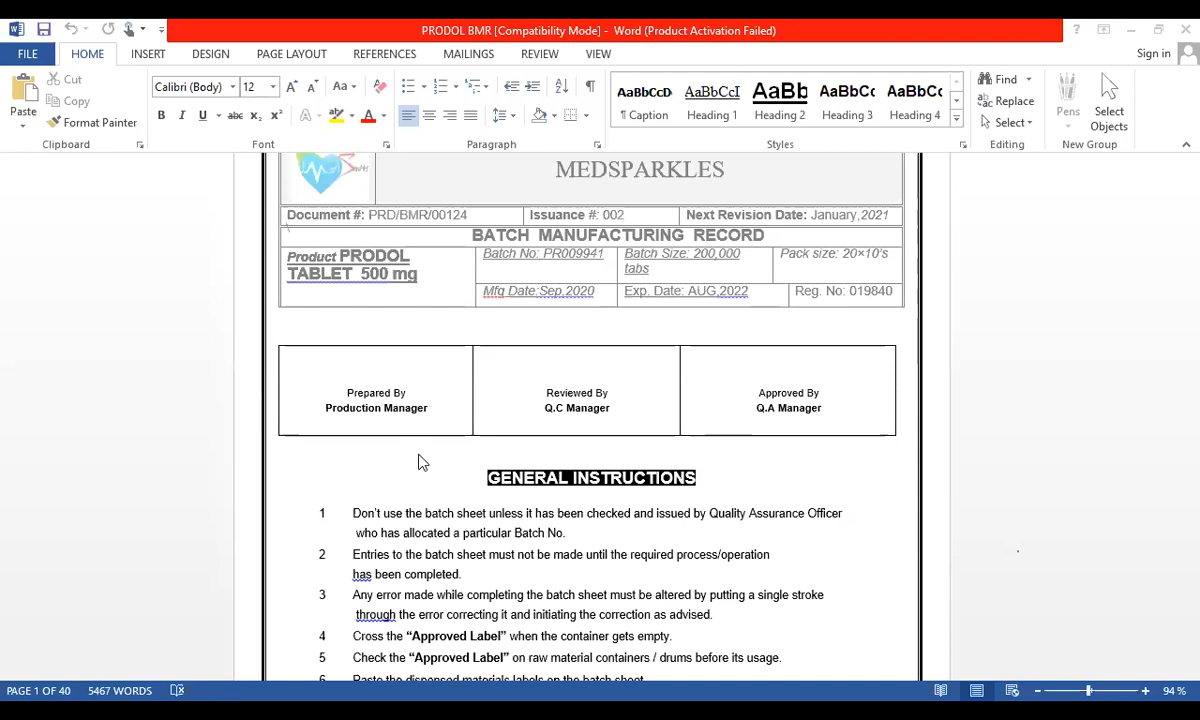 PRODOL BMR [Compatibility Mode] - Word (Product Activation Failed)
FILE HOME INSERT DESIGN PAGE LAYOUT REFERENCES MAILINGS REVIEW VIEW Sign in
Cut
Copy
Format Painter
Paste
Clipboard
Calibri (Body) 12
Font
Paragraph
AaBbCcD AaBbCcI AaBb AaBbCc AaBbCc
¶ Caption Heading 1 Heading 2 Heading 3 Heading 4
Styles
Find
Replace
Select
Editing
Pens
Select Objects
New Group
MEDSPARKLES
Document #: PRD/BMR/00124 Issuance #: 002 Next Revision Date: January,2021
BATCH MANUFACTURING RECORD
Product PRODOL Batch No: PR009941 Batch Size: 200,000 Pack size: 20×10’s
TABLET 500 mg tabs
Mfg Date:Sep,2020 Exp. Date: AUG,2022 Reg. No: 019840
Prepared By Reviewed By Approved By
Production Manager Q.C Manager Q.A Manager
GENERAL INSTRUCTIONS
1 Don’t use the batch sheet unless it has been checked and issued by Quality Assurance Officer
who has allocated a particular Batch No.
2 Entries to the batch sheet must not be made until the required process/operation
has been completed.
3 Any error made while completing the batch sheet must be altered by putting a single stroke
through the error correcting it and initiating the correction as advised.
4 Cross the “Approved Label” when the container gets empty.
5 Check the “Approved Label” on raw material containers / drums before its usage.
6 Paste the dispensed materials labels on the batch sheet.
PAGE 1 OF 40 5467 WORDS 94 %